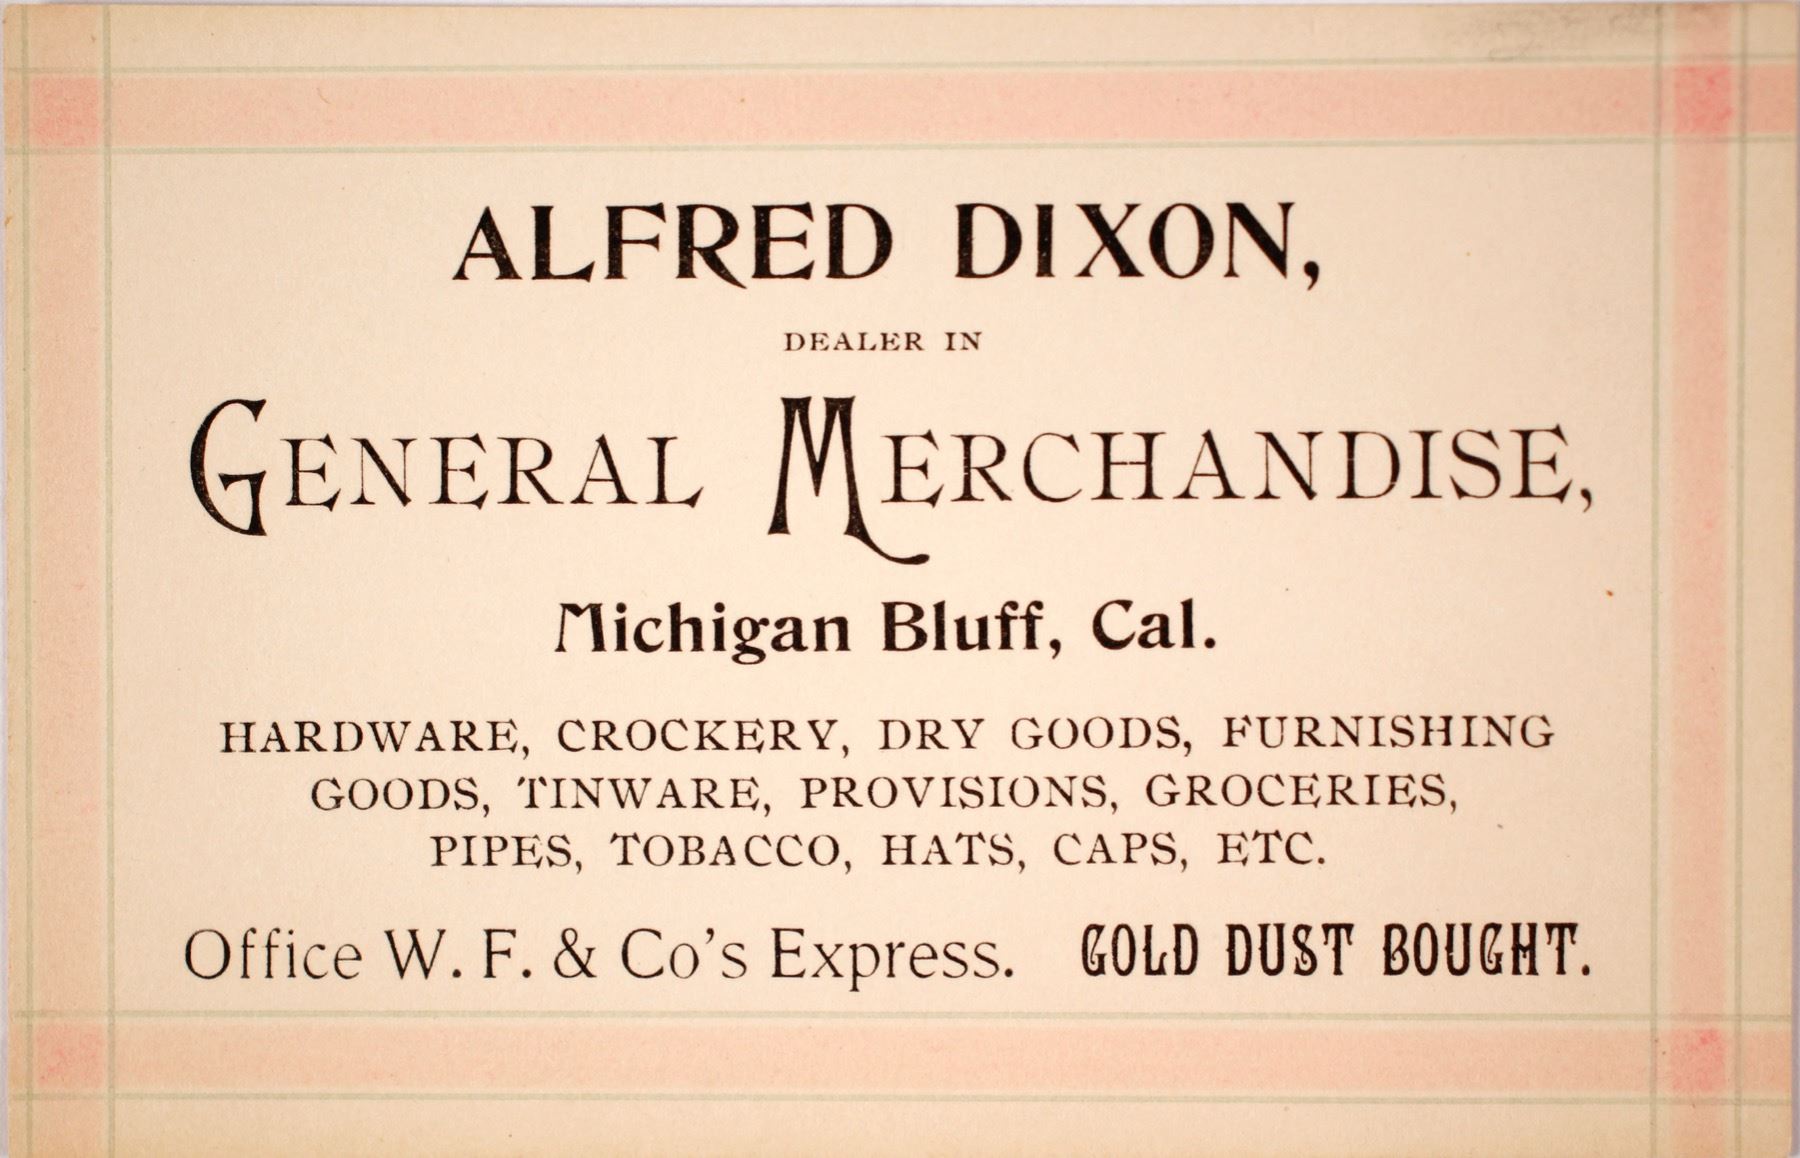 ALFRED DIXON,
DEALER IN
GENERAL MERCHANDISE,
Michigan Bluff, Cal.
HARDWARE, CROCKERY, DRY GOODS, FURNISHING
GOODS, TINWARE, PROVISIONS, GROCERIES,
PIPES, TOBACCO, HATS, CAPS, ETC.
Office W. F. & Co's Express. GOLD DUST BOUGHT.